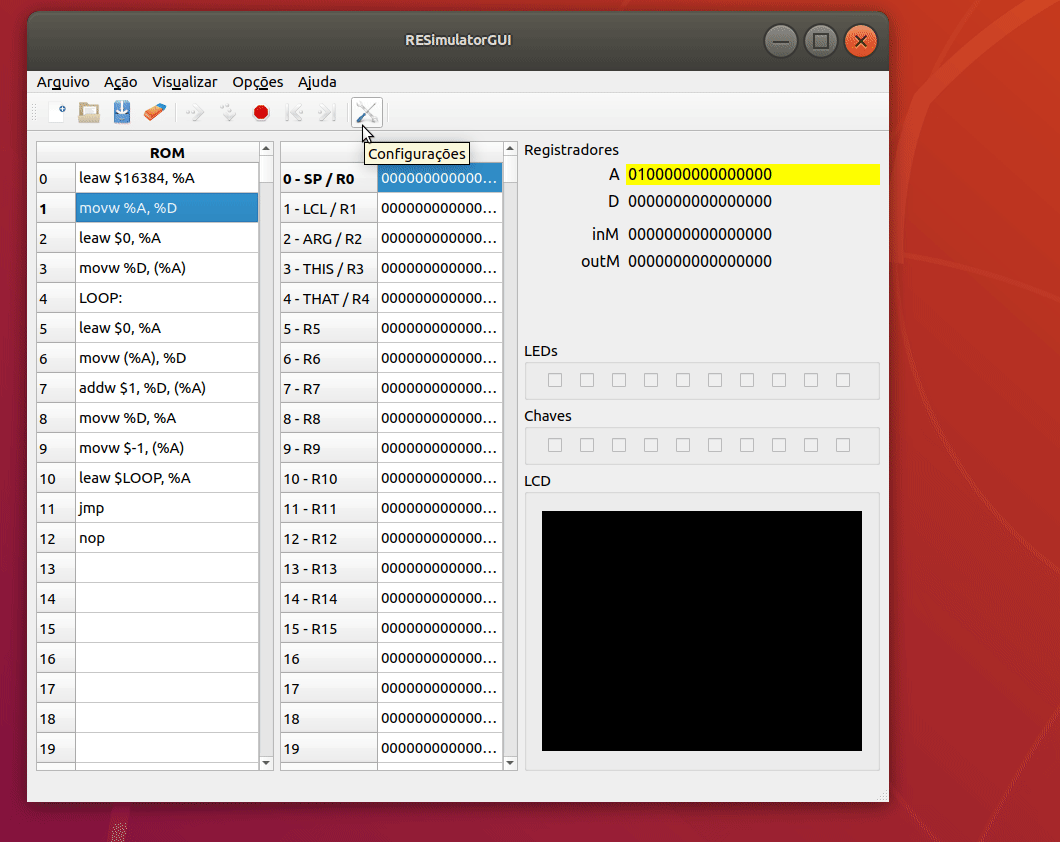 RESimulatorGUI
Arquivo Ação Visualizar Opções Ajuda
Configurações
ROM
0 leaw $16384, %A
1 movw %A, %D
2 leaw $0, %A
3 movw %D, (%A)
4 LOOP:
5 leaw $0, %A
6 movw (%A), %D
7 addw $1, %D, (%A)
8 movw %D, %A
9 movw $-1, (%A)
10 leaw $LOOP, %A
11 jmp
12 nop
13
14
15
16
17
18
19
0 - SP / R0 000000000000...
1 - LCL / R1 000000000000...
2 - ARG / R2 000000000000...
3 - THIS / R3 000000000000...
4 - THAT / R4 000000000000...
5 - R5 000000000000...
6 - R6 000000000000...
7 - R7 000000000000...
8 - R8 000000000000...
9 - R9 000000000000...
10 - R10 000000000000...
11 - R11 000000000000...
12 - R12 000000000000...
13 - R13 000000000000...
14 - R14 000000000000...
15 - R15 000000000000...
16 000000000000...
17 000000000000...
18 000000000000...
19 000000000000...
Registradores
A 0100000000000000
D 0000000000000000
inM 0000000000000000
outM 0000000000000000
LEDs
Chaves
LCD